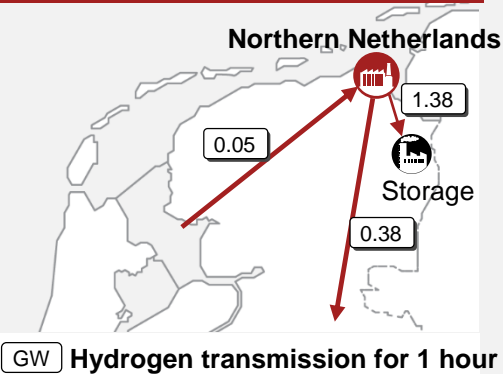 Northern Netherlands
1.38
0.05
Storage
0.38
GW Hydrogen transmission for 1 hour